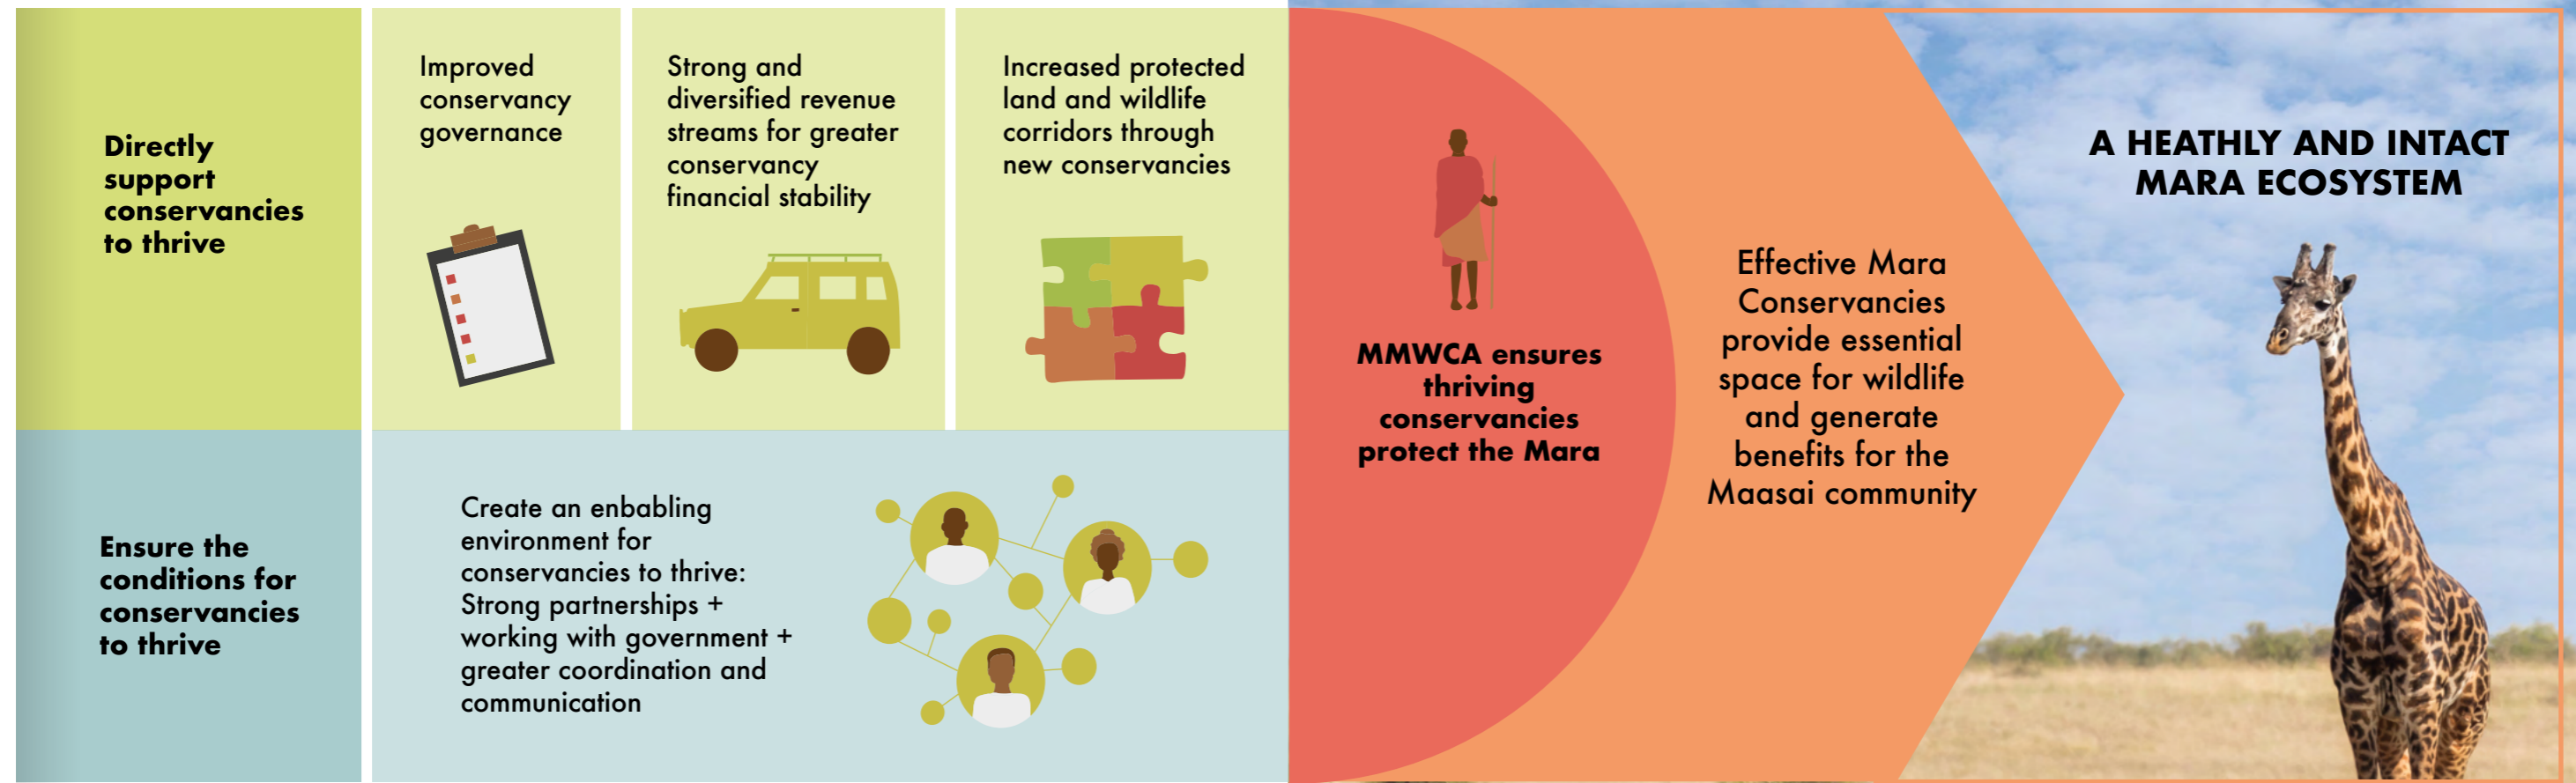 Directly
support
conservancies
to thrive
Improved
conservancy
governance
Strong and
diversified revenue
streams for greater
conservancy
financial stability
Increased protected
land and wildlife
corridors through
new conservancies
Ensure the
conditions for
conservancies
to thrive
Create an enbabling
environment for
conservancies to thrive:
Strong partnerships +
working with government +
greater coordination and
communication
MMWCA ensures
thriving
conservancies
protect the Mara
Effective Mara
Conservancies
provide essential
space for wildlife
and generate
benefits for the
Maasai community
A HEATHLY AND INTACT
MARA ECOSYSTEM